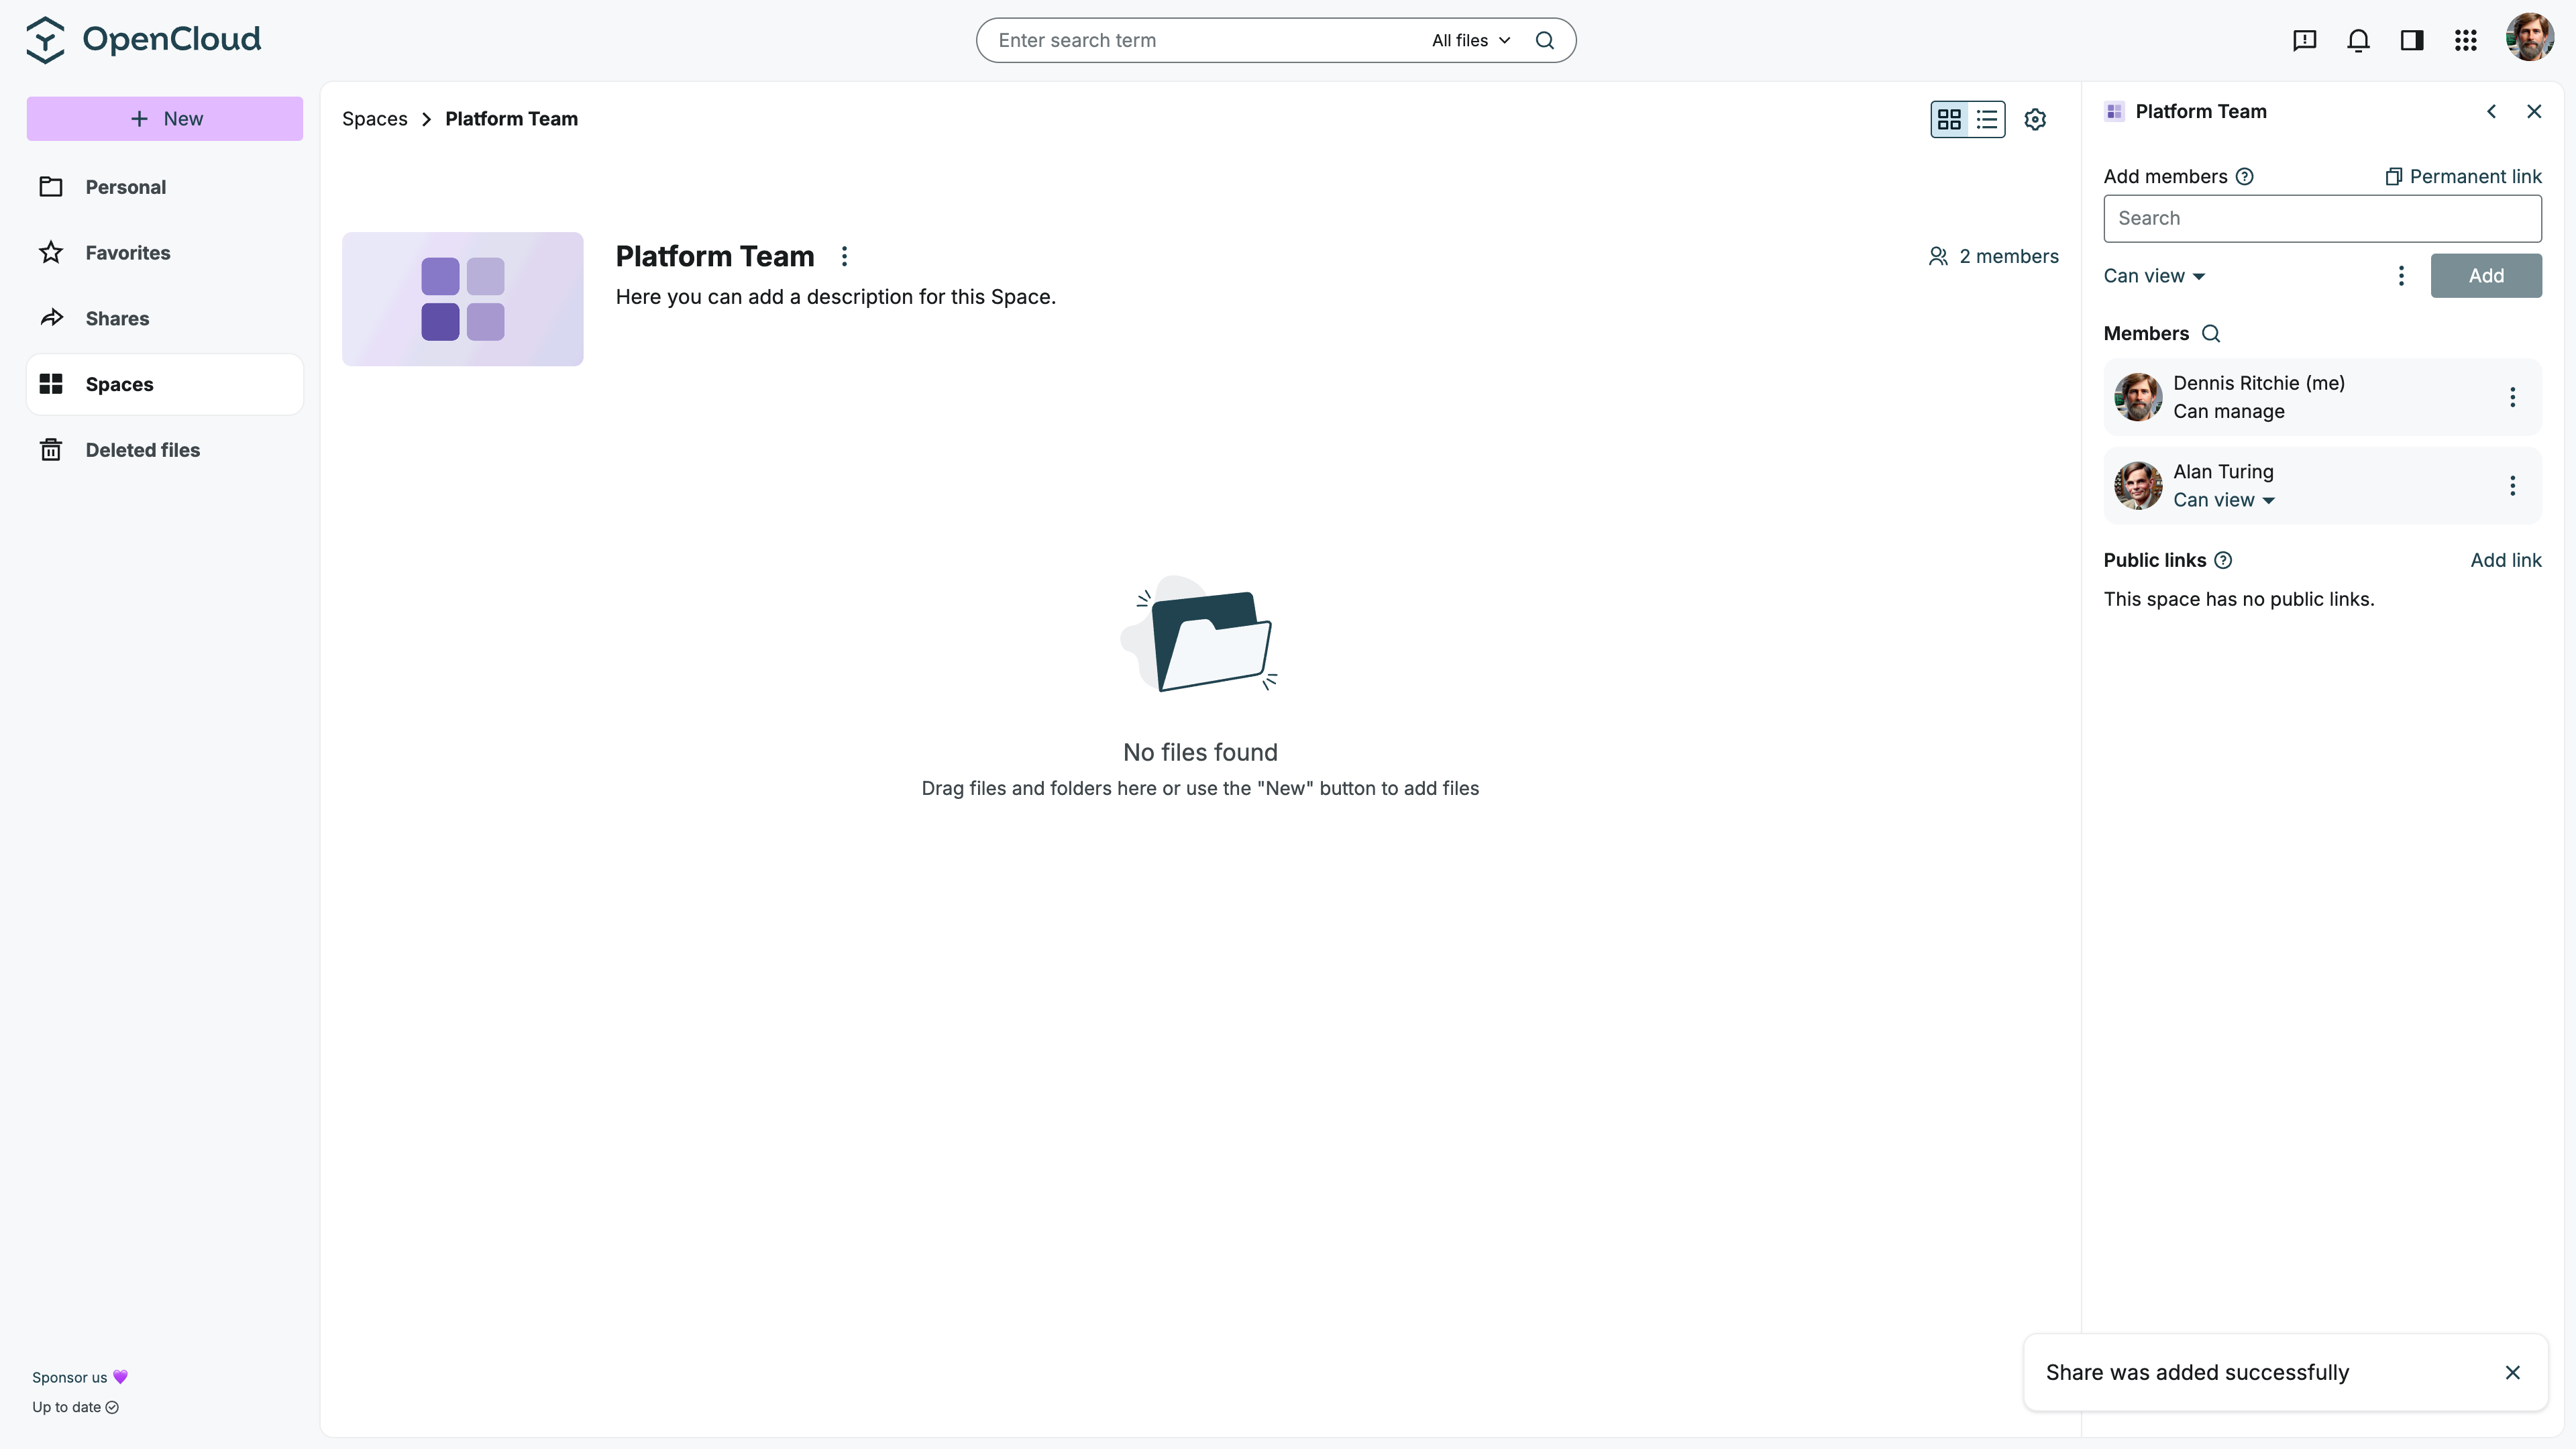 OpenCloud
Enter search term
All files
New
Personal
Favorites
Shares
Spaces
Deleted files
Sponsor us 💜
Up to date
Spaces
Platform Team
Platform Team
Here you can add a description for this Space.
2 members
No files found
Drag files and folders here or use the "New" button to add files
Platform Team
Add members
Permanent link
Search
Can view
Add
Members
Dennis Ritchie (me)
Can manage
Alan Turing
Can view
Public links
Add link
This space has no public links.
Share was added successfully